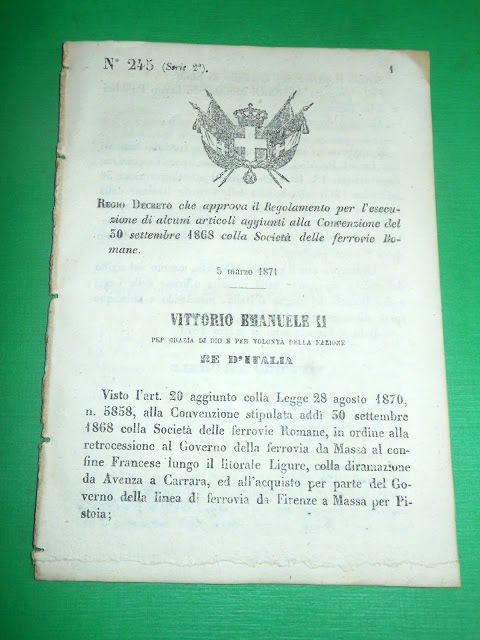 N° 245 (Serie 2ª).
1
REGIO DECRETO che approva il Regolamento per l'esecu-
zione di alcuni articoli aggiunti alla Convenzione del
30 settembre 1868 colla Società delle ferrovie Ro-
mane.
5 marzo 1871
VITTORIO EMANUELE II
PER GRAZIA DI DIO E PER VOLONTÀ DELLA NAZIONE
RE D'ITALIA
Visto l'art. 20 aggiunto colla Legge 28 agosto 1870,
n. 5858, alla Convenzione stipulata addì 30 settembre
1868 colla Società delle ferrovie Romane, in ordine alla
retrocessione al Governo della ferrovia da Massa al con-
fine Francese lungo il litorale Ligure, colla diramazione
da Avenza a Carrara, ed all'acquisto per parte del Go-
verno della linea di ferrovia da Firenze a Massa per Pi-
stoia;